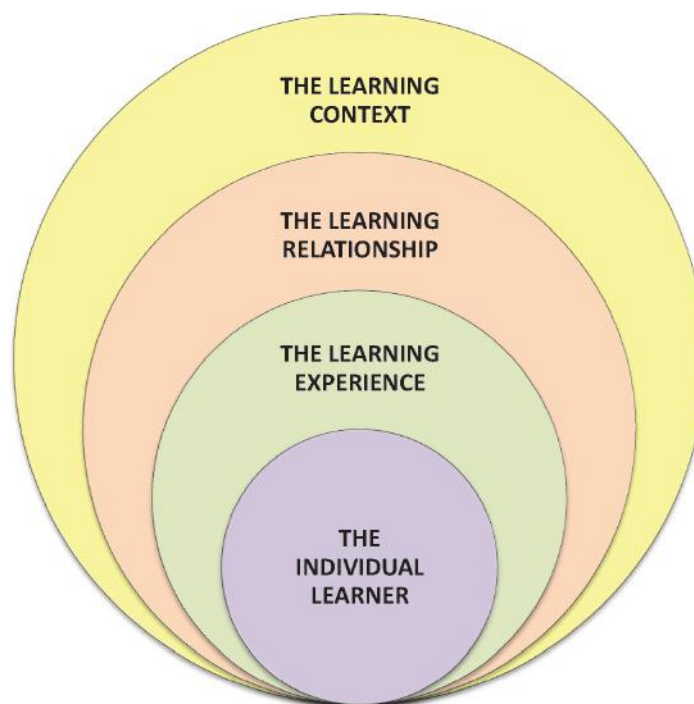 THE LEARNING
CONTEXT
THE LEARNING
RELATIONSHIP
THE LEARNING
EXPERIENCE
THE
INDIVIDUAL
LEARNER